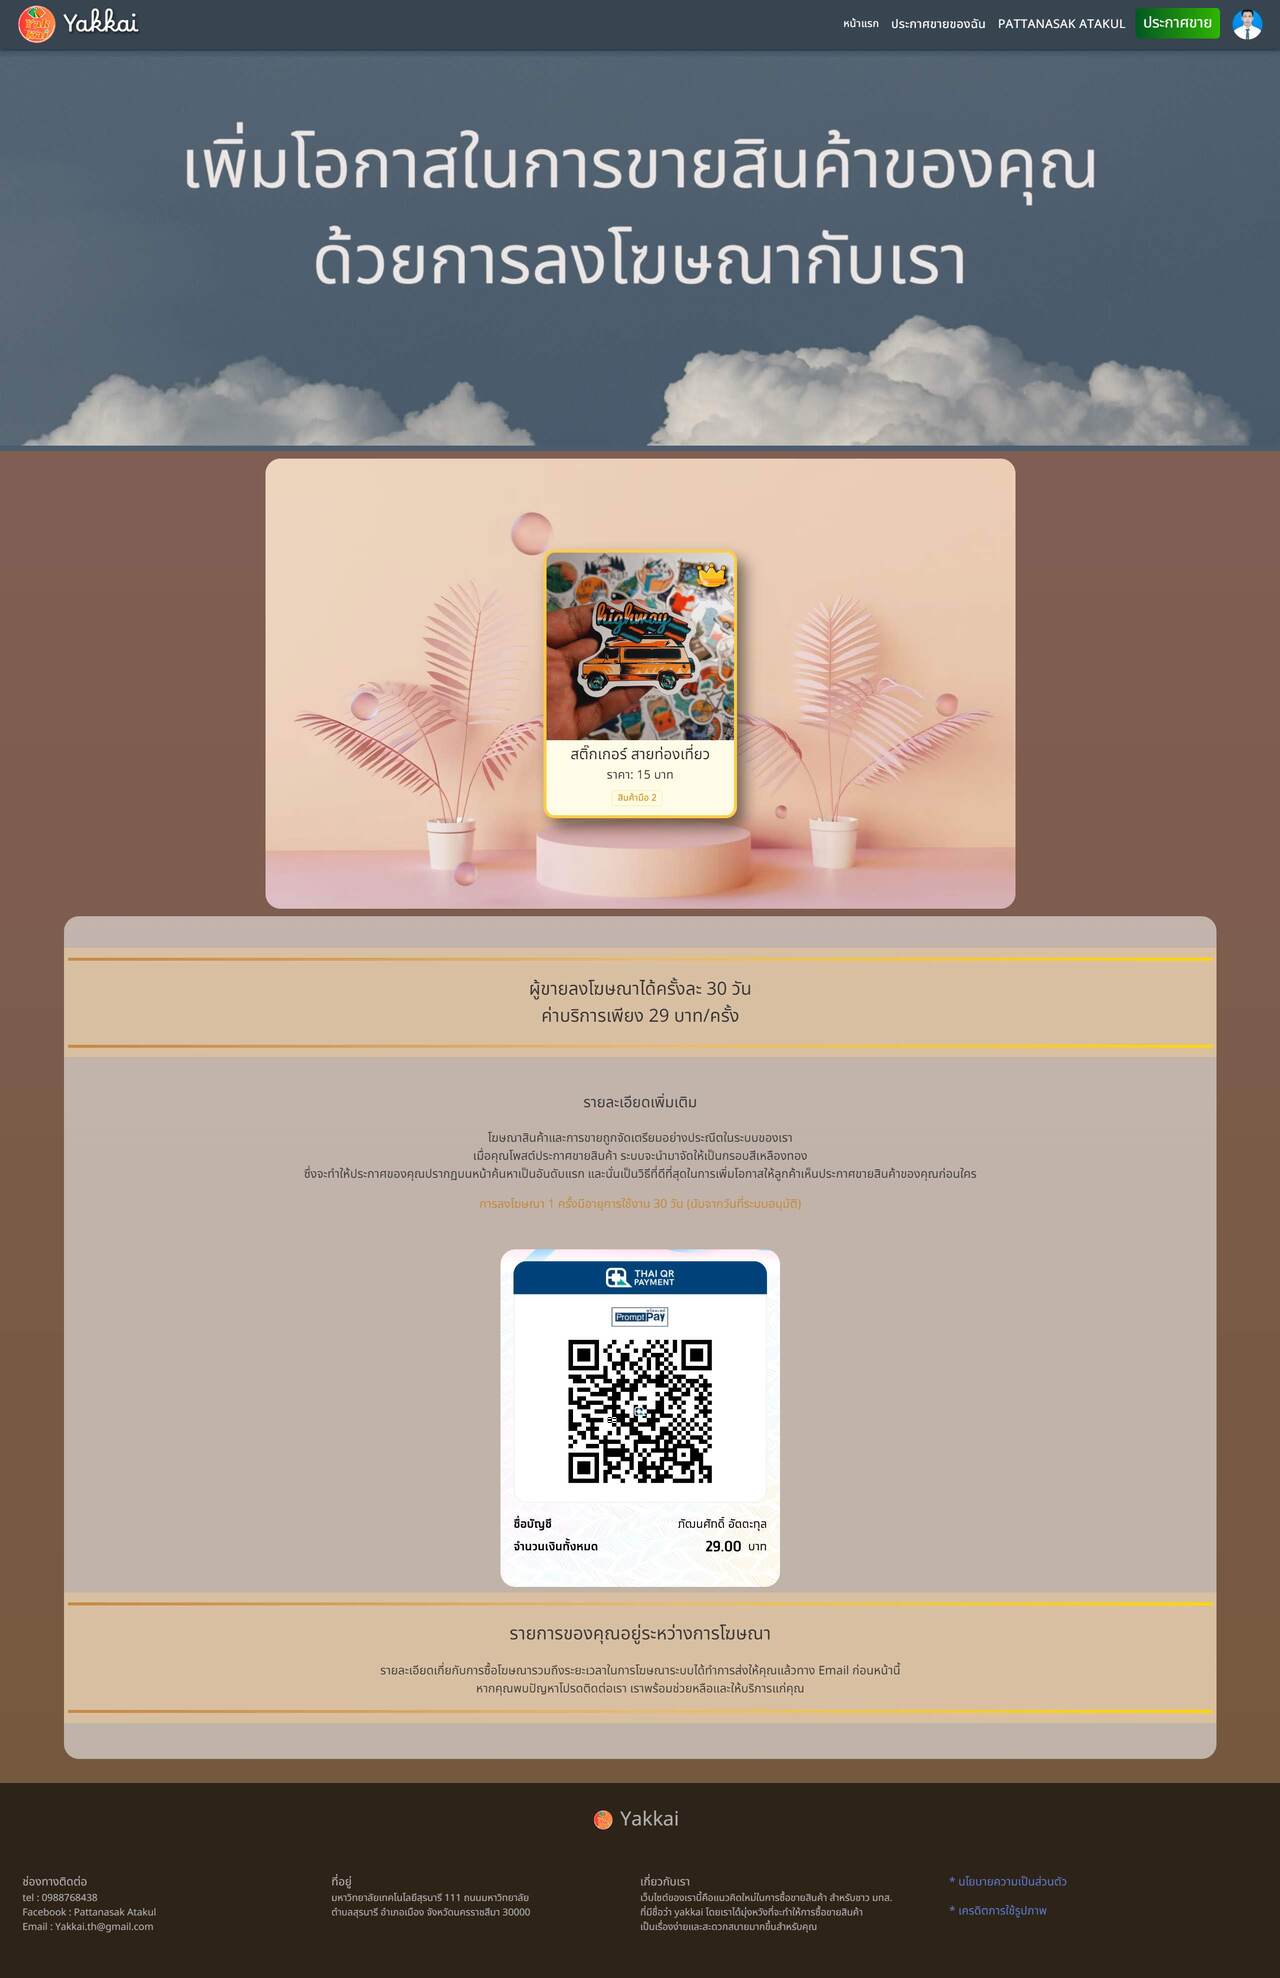 Yak
kai
Yakkai
หน้าแรก
ประกาศขายของฉัน
PATTANASAK ATAKUL
ประกาศขาย
เพิ่มโอกาสในการขายสินค้าของคุณ
ด้วยการลงโฆษณากับเรา
highway
สติ๊กเกอร์ สายท่องเที่ยว
ราคา: 15 บาท
สินค้ามือ 2
ผู้ขายลงโฆษณาได้ครั้งละ 30 วัน
ค่าบริการเพียง 29 บาท/ครั้ง
รายละเอียดเพิ่มเติม
โฆษณาสินค้าและการขายถูกจัดเตรียมอย่างประณีตในระบบของเรา
เมื่อคุณโพสต์ประกาศขายสินค้า ระบบจะนำมาจัดให้เป็นกรอบสีเหลืองทอง
ซึ่งจะทำให้ประกาศของคุณปรากฏบนหน้าค้นหาเป็นอันดับแรก และนั่นเป็นวิธีที่ดีที่สุดในการเพิ่มโอกาสให้ลูกค้าเห็นประกาศขายสินค้าของคุณก่อนใคร
การลงโฆษณา 1 ครั้งมีอายุการใช้งาน 30 วัน (นับจากวันที่ระบบอนุมัติ)
THAI QR
PAYMENT
พร้อมเพย์
PromptPay
ชื่อบัญชี
ภัฒนศักดิ์ อัตตะกุล
จำนวนเงินทั้งหมด
29.00 บาท
รายการของคุณอยู่ระหว่างการโฆษณา
รายละเอียดเกี่ยกับการซื้อโฆษณารวมถึงระยะเวลาในการโฆษณาระบบได้ทำการส่งให้คุณแล้วทาง Email ก่อนหน้านี้
หากคุณพบปัญหาโปรดติดต่อเรา เราพร้อมช่วยหลือและให้บริการแก่คุณ
Yakkai
ช่องทางติดต่อ
tel : 0988768438
Facebook : Pattanasak Atakul
Email : Yakkai.th@gmail.com
ที่อยู่
มหาวิทยาลัยเทคโนโลยีสุรนารี 111 ถนนมหาวิทยาลัย
ตำบลสุรนารี อำเภอเมือง จังหวัดนครราชสีมา 30000
เกี่ยวกับเรา
เว็บไซต์ของเรานี้คือแนวคิดใหม่ในการซื้อขายสินค้า สำหรับชาว มทส.
ที่มีชื่อว่า yakkai โดยเราได้มุ่งหวังที่จะทำให้การซื้อขายสินค้า
เป็นเรื่องง่ายและสะดวกสบายมากขึ้นสำหรับคุณ
* นโยบายความเป็นส่วนตัว
* เครดิตการใช้รูปภาพ